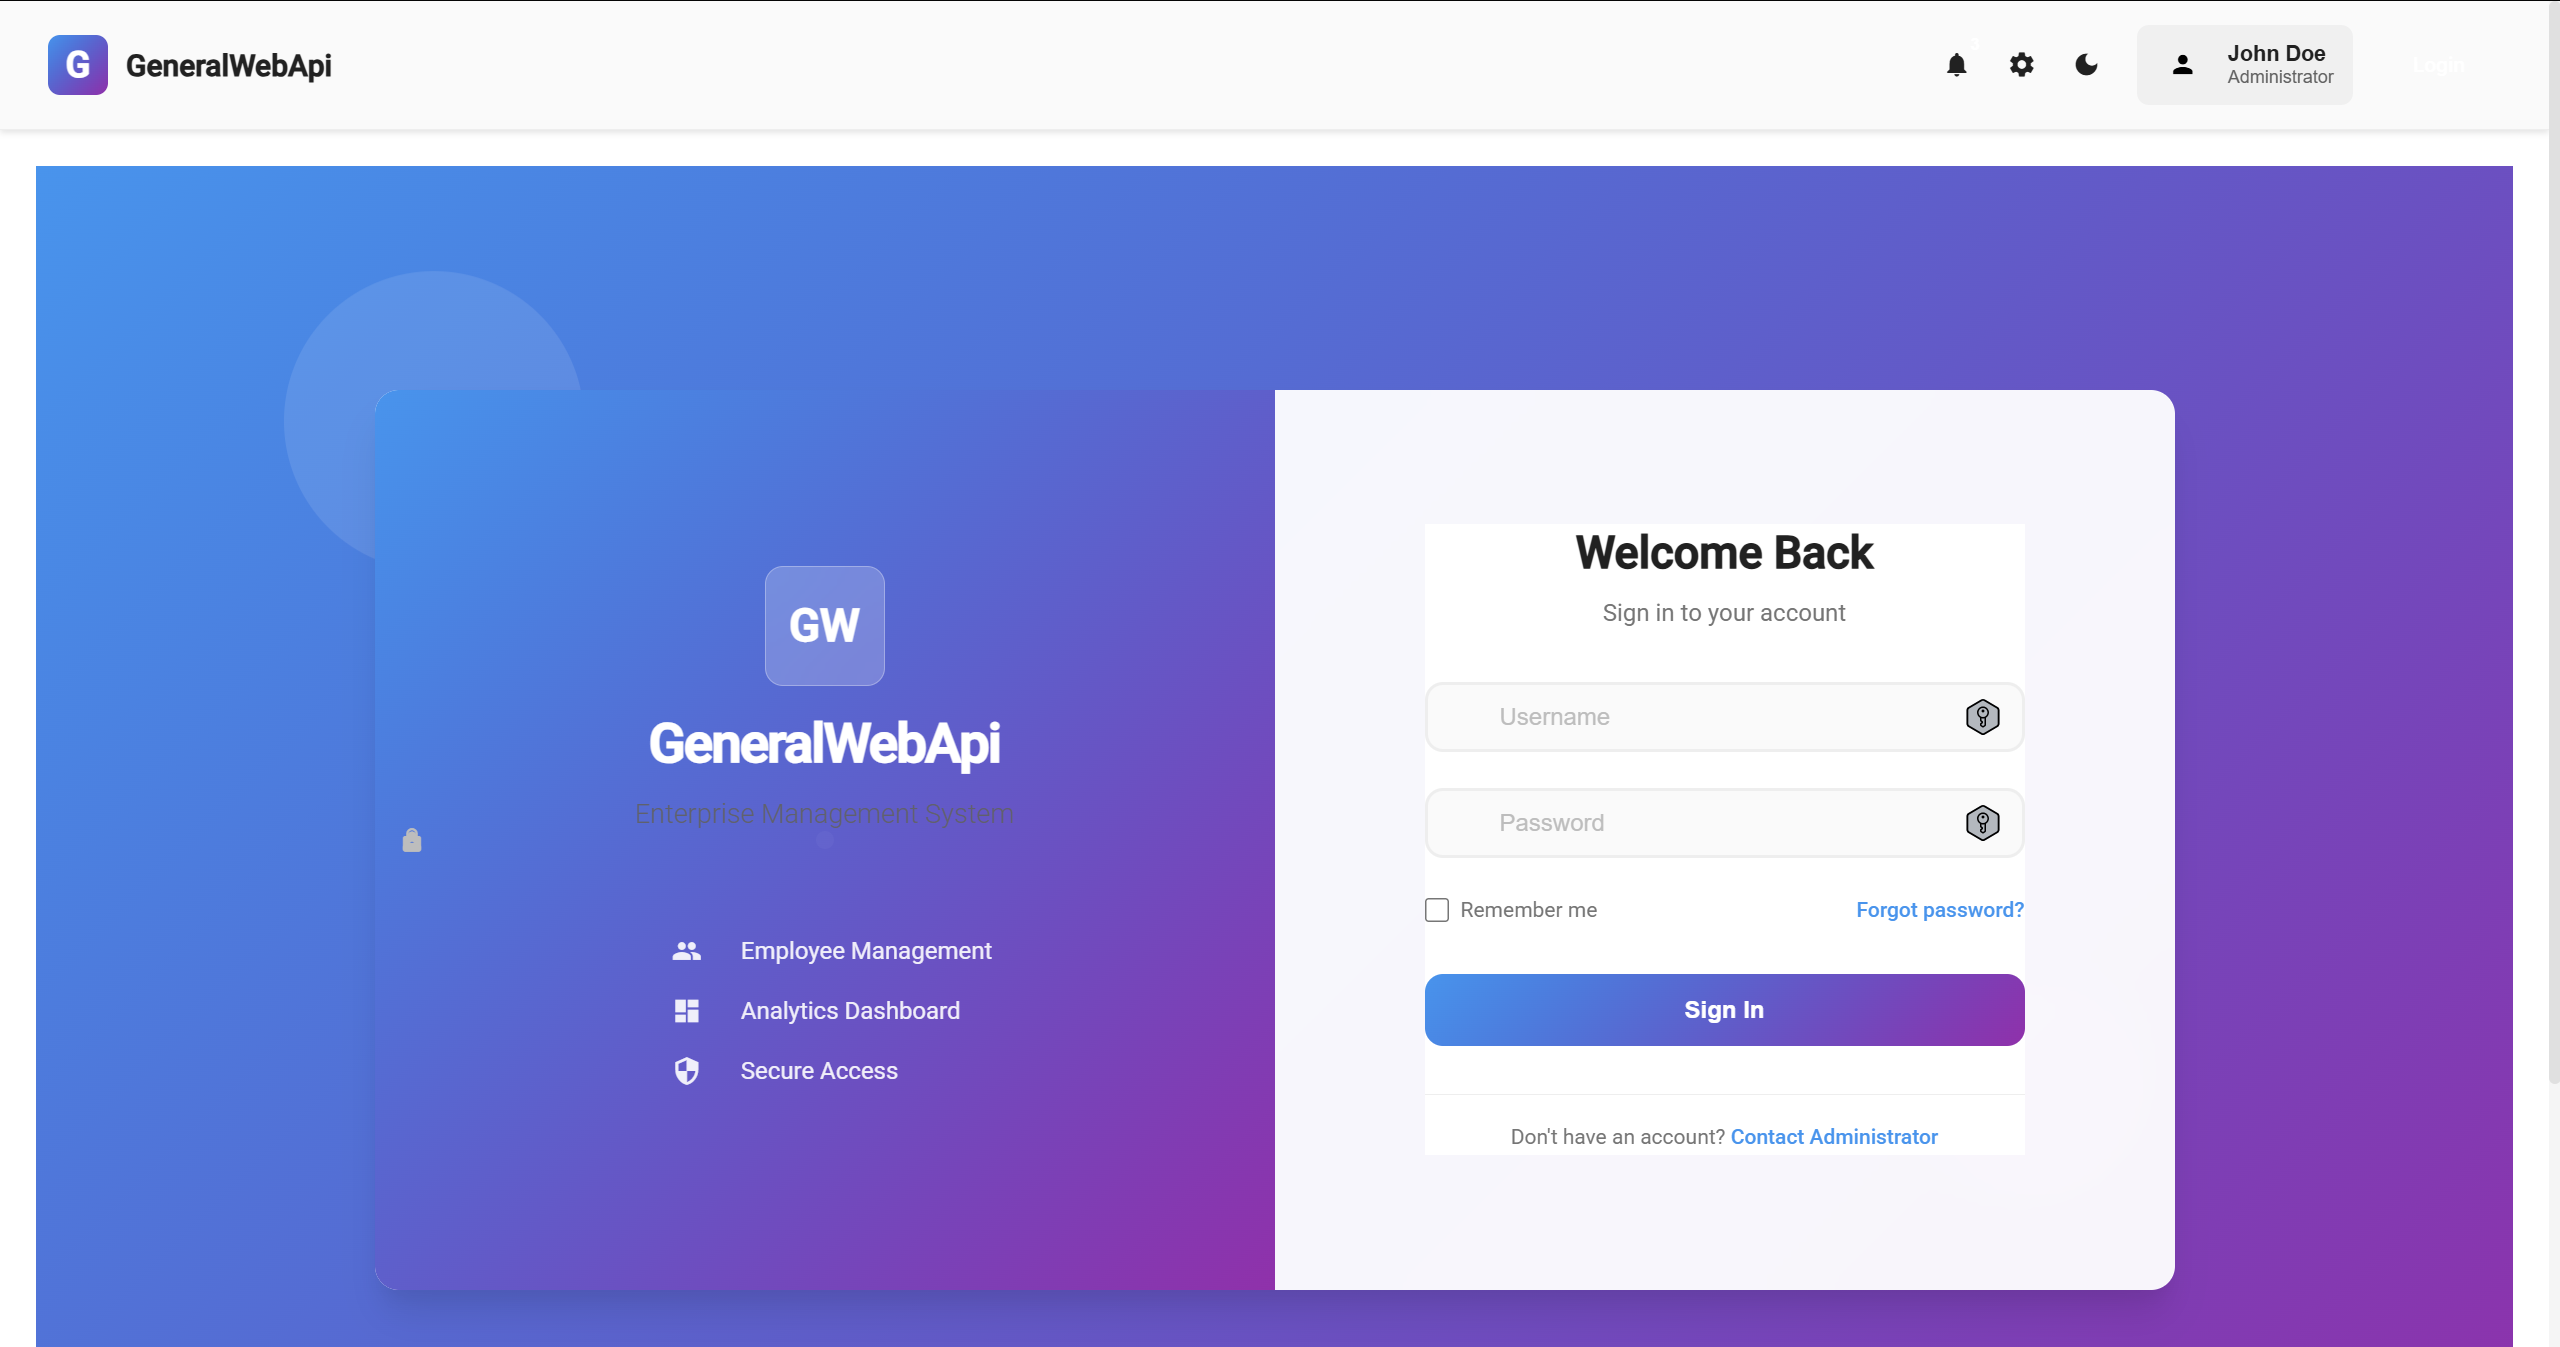 G GeneralWebApi
3
John Doe
Administrator
Login
GW
GeneralWebApi
Enterprise Management System
Employee Management
Analytics Dashboard
Secure Access
Welcome Back
Sign in to your account
Username
Password
Remember me
Forgot password?
Sign In
Don't have an account? Contact Administrator